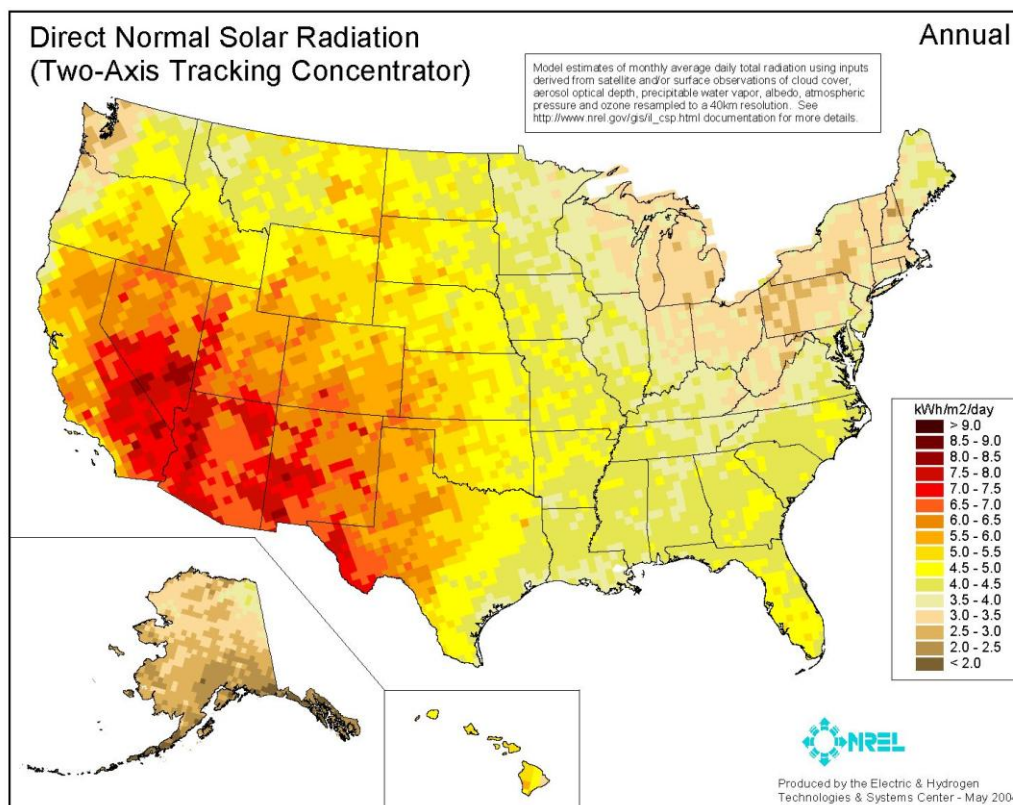 Direct Normal Solar Radiation
(Two-Axis Tracking Concentrator)
Annual
Model estimates of monthly average daily total radiation using inputs
derived from satellite and/or surface observations of cloud cover,
aerosol optical depth, precipitable water vapor, albedo, atmospheric
pressure and ozone resampled to a 40km resolution. See
http://www.nrel.gov/gis/il_csp.html documentation for more details.
kWh/m2/day
> 9.0
8.5 - 9.0
8.0 - 8.5
7.5 - 8.0
7.0 - 7.5
6.5 - 7.0
6.0 - 6.5
5.5 - 6.0
5.0 - 5.5
4.5 - 5.0
4.0 - 4.5
3.5 - 4.0
3.0 - 3.5
2.5 - 3.0
2.0 - 2.5
< 2.0
NREL
Produced by the Electric & Hydrogen
Technologies & Systems Center - May 2004